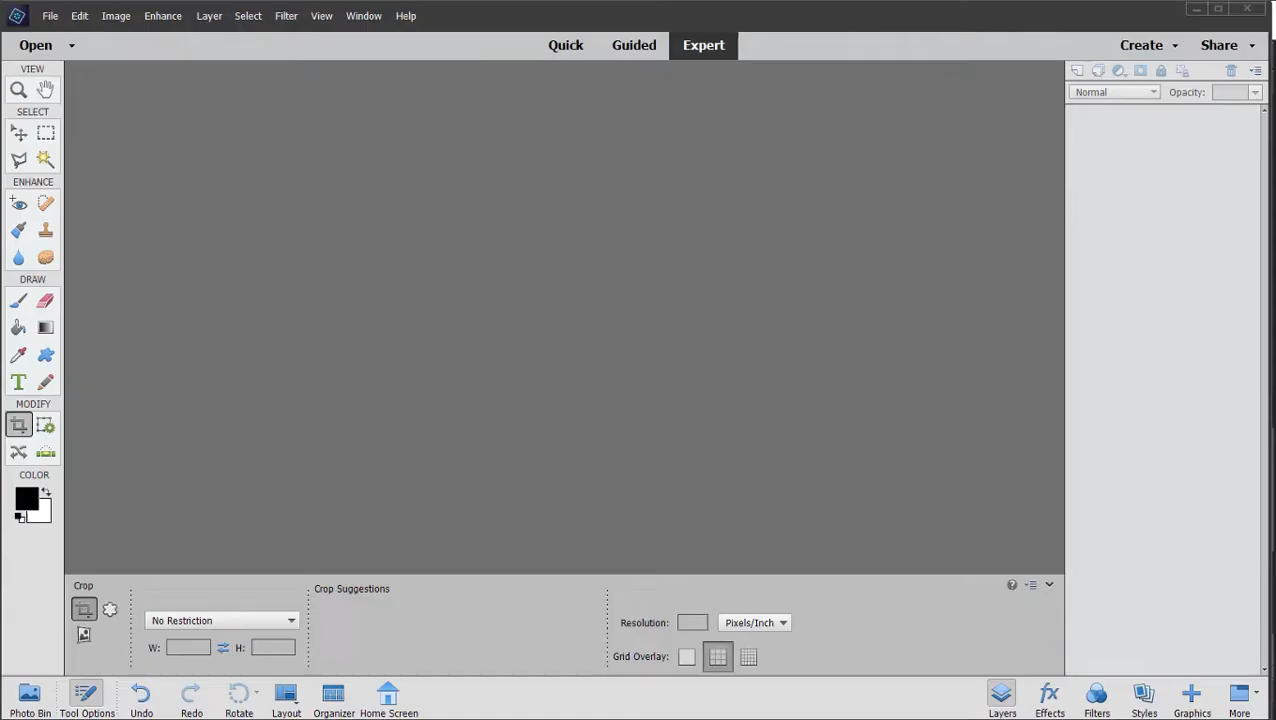 File Edit Image Enhance Layer Select Filter View Window Help
Open Quick Guided Expert Create Share
VIEW
Normal Opacity:
SELECT
ENHANCE
DRAW
T
MODIFY
COLOR
Crop Crop Suggestions
No Restriction
Resolution: Pixels/Inch
W: H:
Grid Overlay:
Photo Bin Tool Options Undo Redo Rotate Layout Organizer Home Screen Layers fx Effects Filters Styles Graphics More